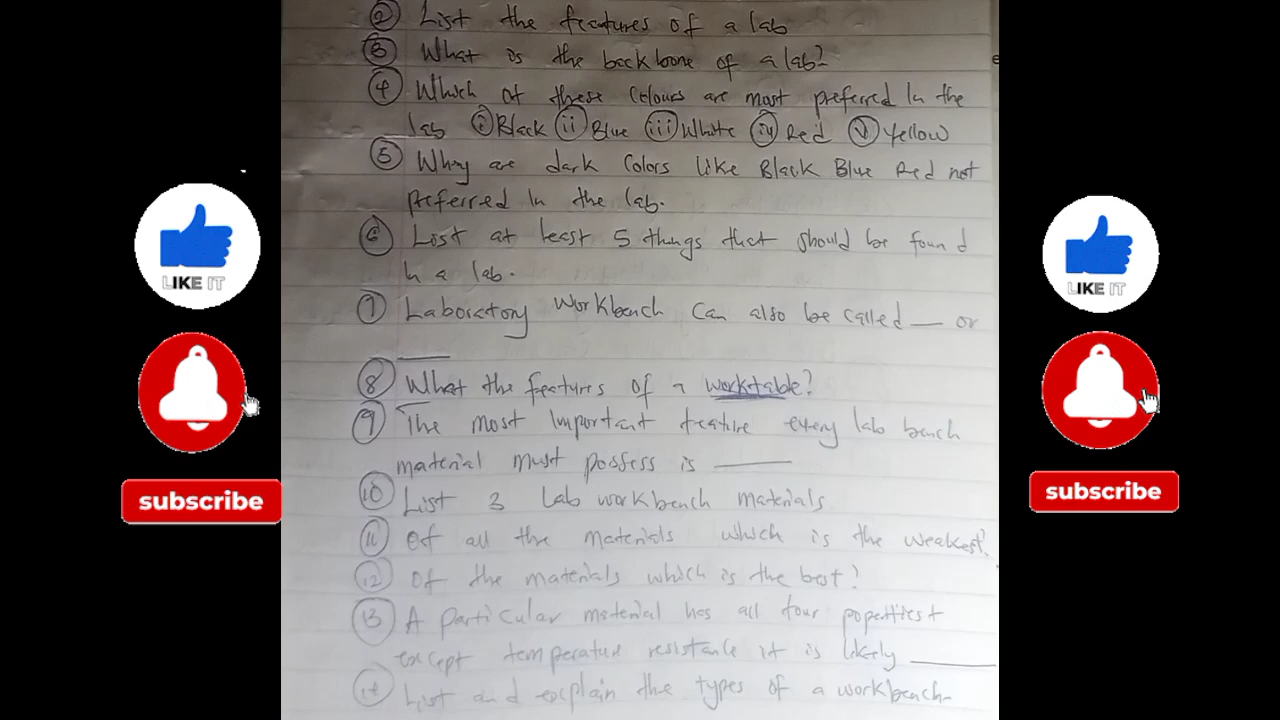 ② List the features of a lab
③ What is the backbone of a lab?
④ Which of these colours are most preferred in the
lab ⓘ Black ⓘⓘ Blue ⓘⓘⓘ White ⓘⓥ Red ⓥ Yellow
⑤ Why are dark Colors like Black Blue Red not
preferred in the lab.
⑥ List at least 5 things that should be found
in a lab.
⑦ Laboratory workbench can also be called __ or
__
⑧ What the features of a worktable?
⑨ The most important feature every lab bench
material must possess is ____
⑩ List 3 Lab workbench materials
⑪ Of all the materials which is the weakest?
⑫ Of the materials which is the best?
⑬ A particular material has all four
except temperature resistance it is likely ____
⑭ List and explain the types of a workbench
LIKE IT
subscribe
LIKE IT
subscribe